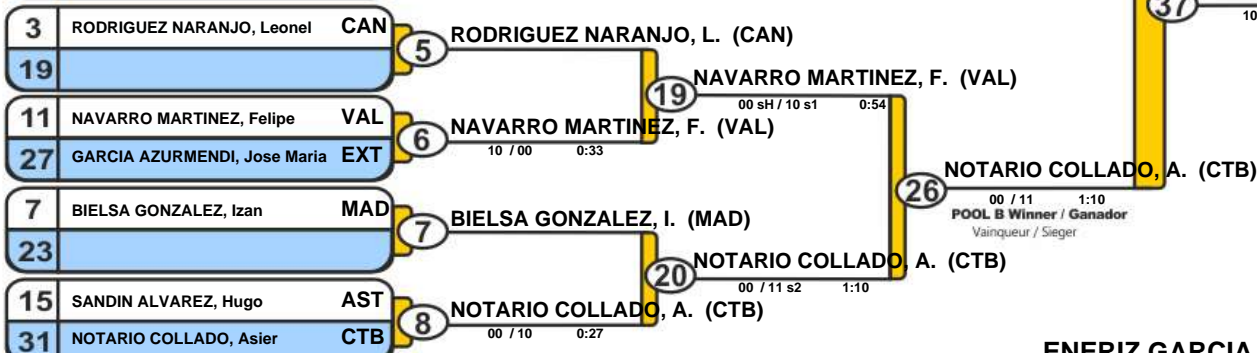 37
10
3 RODRIGUEZ NARANJO, Leonel CAN
19
5 RODRIGUEZ NARANJO, L. (CAN)
11 NAVARRO MARTINEZ, Felipe VAL
27 GARCIA AZURMENDI, Jose Maria EXT
6 NAVARRO MARTINEZ, F. (VAL)
10 / 00 0:33
19 NAVARRO MARTINEZ, F. (VAL)
00 sH / 10 s1 0:54
7 BIELSA GONZALEZ, Izan MAD
23
7 BIELSA GONZALEZ, I. (MAD)
15 SANDIN ALVAREZ, Hugo AST
31 NOTARIO COLLADO, Asier CTB
8 NOTARIO COLLADO, A. (CTB)
00 / 10 0:27
20 NOTARIO COLLADO, A. (CTB)
00 / 11 s2 1:10
26 NOTARIO COLLADO, A. (CTB)
00 / 11 1:10
POOL B Winner / Ganador
Vainqueur / Sieger
ENERIZ GARCIA